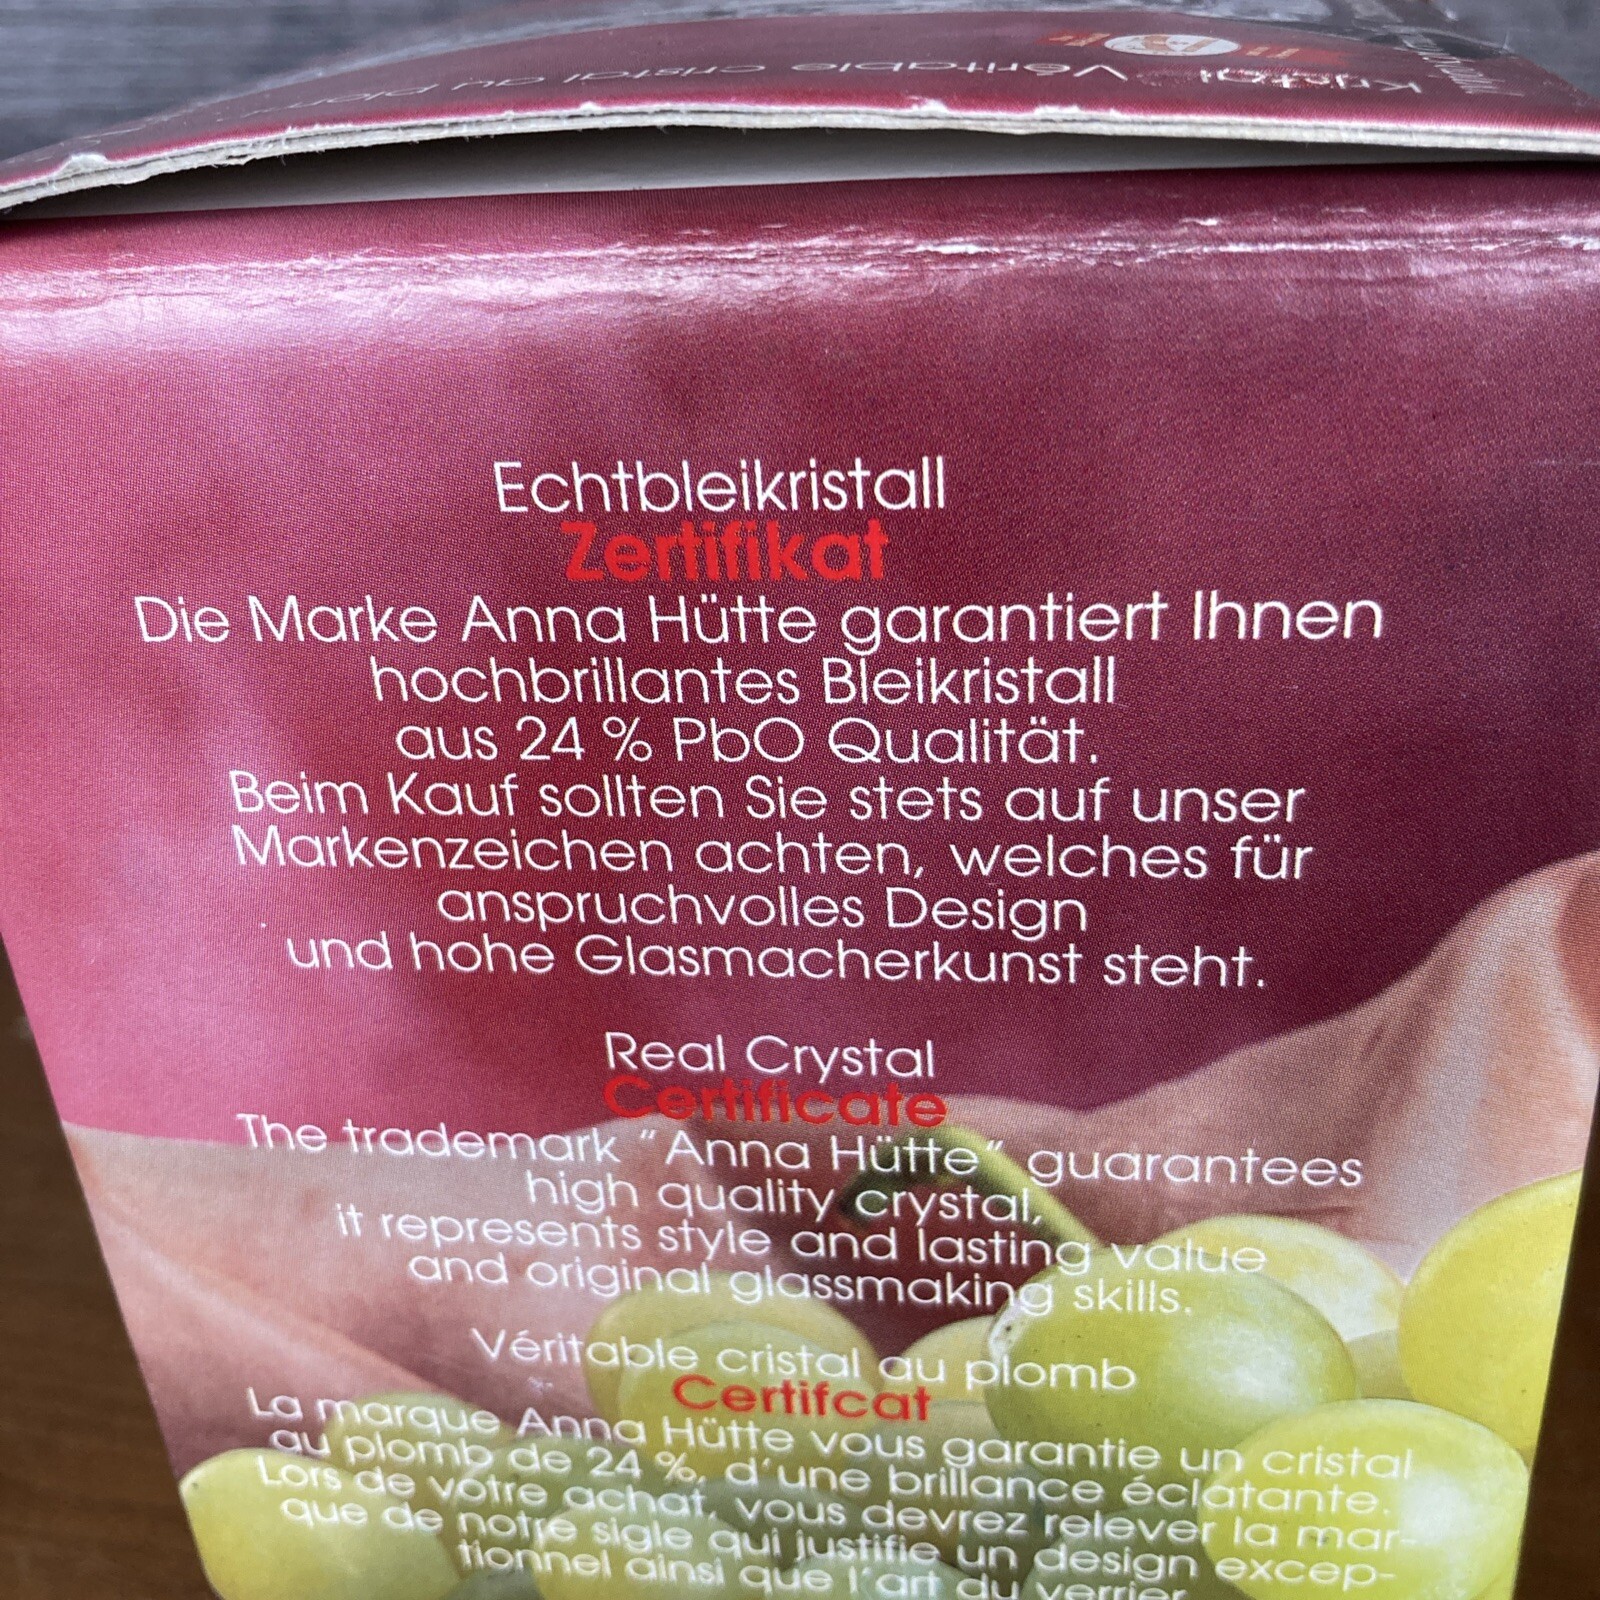 Kristal Véritable cristal au plom
Echtbleikristall
Zertifikat
Die Marke Anna Hütte garantiert Ihnen
hochbrillantes Bleikristall
aus 24 % PbO Qualität.
Beim Kauf sollten Sie stets auf unser
Markenzeichen achten, welches für
anspruchvolles Design
und hohe Glasmacherkunst steht.
Real Crystal
Certificate
The trademark “Anna Hütte” guarantees
high quality crystal,
it represents style and lasting value
and original glassmaking skills.
Véritable cristal au plomb
Certifcat
La marque Anna Hütte vous garantie un cristal
au plomb de 24 %, d'une brillance éclatante.
Lors de vôtre achat, vous devrez relever la mar-
que de notre sigle qui justifie un design excep-
tionnel ainsi que l'art du verrier